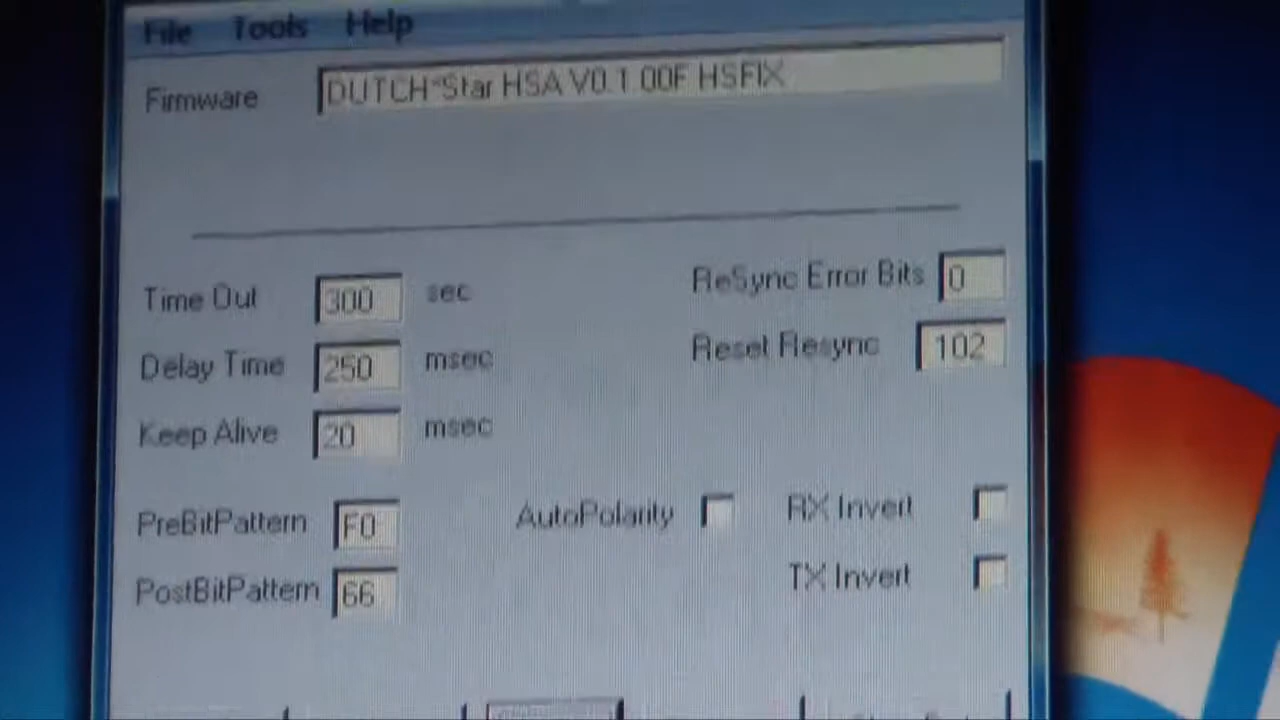 File Tools Help
Firmware DUTCH*Star HSA V0.1.00F HSFIX
Time Out 300 sec ReSync Error Bits 0
Delay Time 250 msec Reset Resync 102
Keep Alive 20 msec
PreBitPattern F0 AutoPolarity RX Invert
PostBitPattern 66 TX Invert